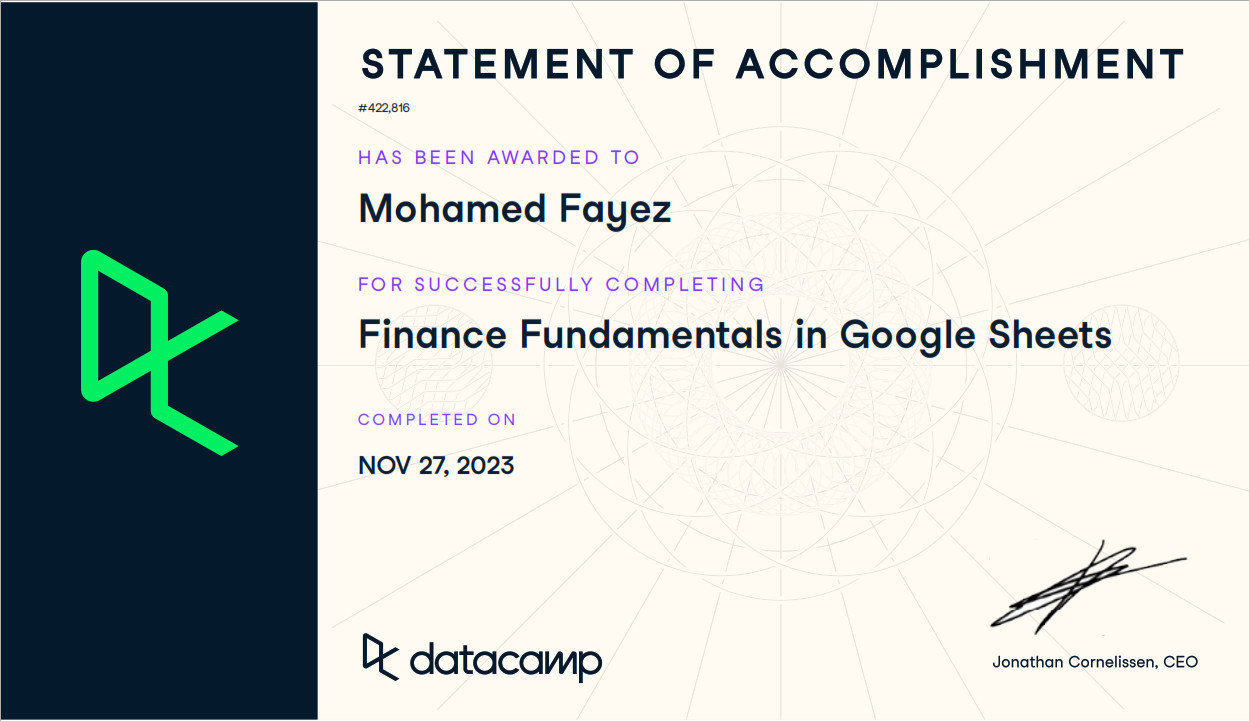 STATEMENT OF ACCOMPLISHMENT
#422,816
HAS BEEN AWARDED TO
Mohamed Fayez
FOR SUCCESSFULLY COMPLETING
Finance Fundamentals in Google Sheets
COMPLETED ON
NOV 27, 2023
datacamp
Jonathan Cornelissen, CEO